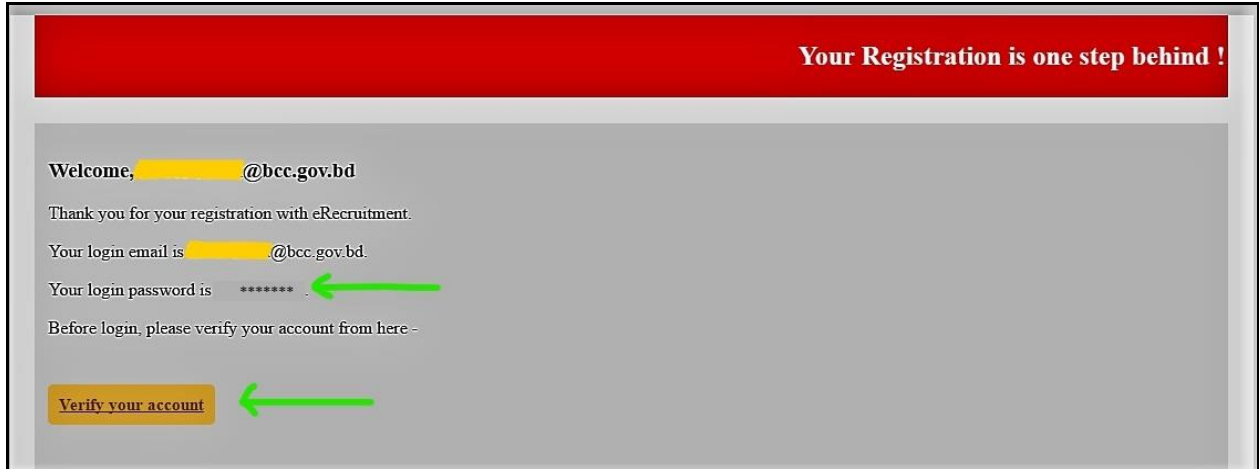 Your Registration is one step behind !
Welcome, @bcc.gov.bd
Thank you for your registration with eRecruitment.
Your login email is .@bcc.gov.bd.
Your login password is ******* .
Before login, please verify your account from here -
Verify your account